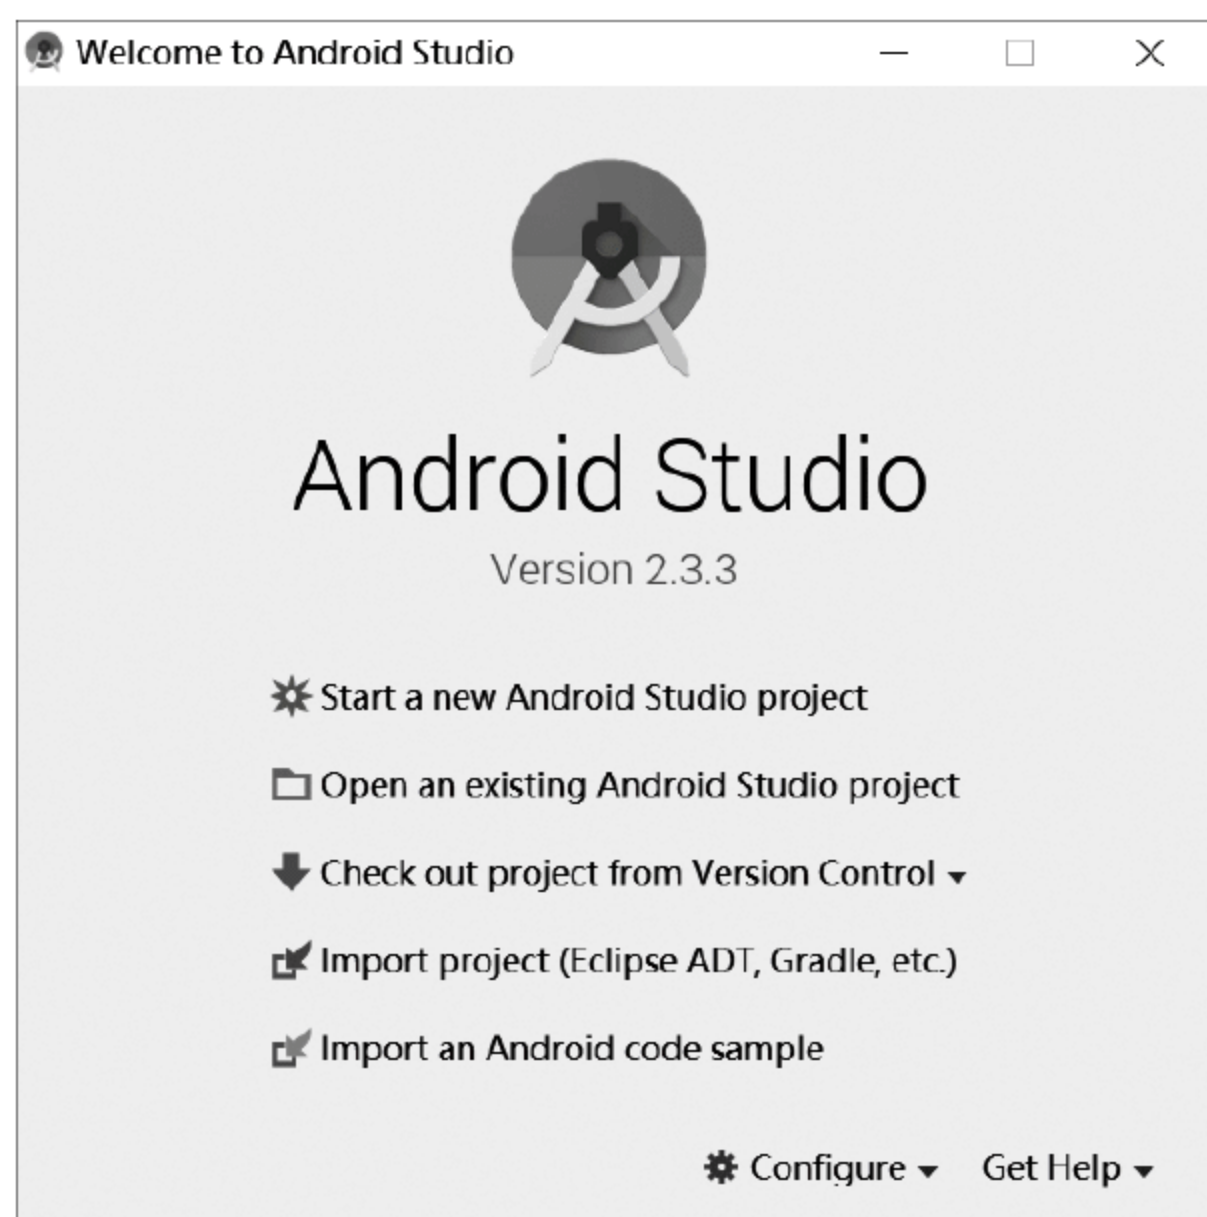 Welcome to Android Studio
Android Studio
Version 2.3.3
Start a new Android Studio project
Open an existing Android Studio project
Check out project from Version Control
Import project (Eclipse ADT, Gradle, etc.)
Import an Android code sample
Configure Get Help